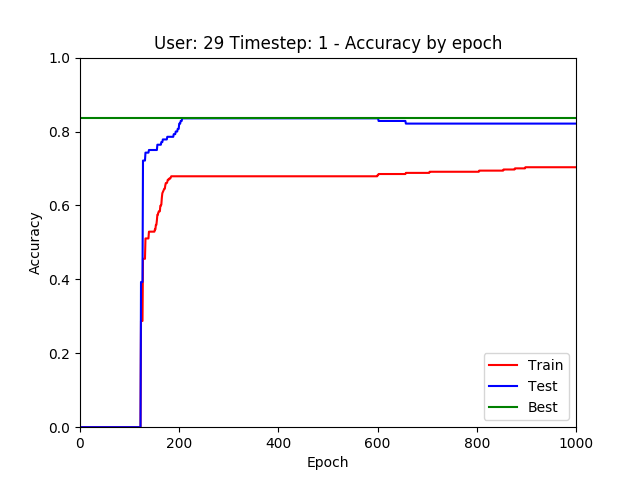 User: 29 Timestep: 1 - Accuracy by epoch
1.0
0.8
0.6
0.4
0.2
0.0
Accuracy
0 200 400 600 800 1000
Epoch
Train
Test
Best